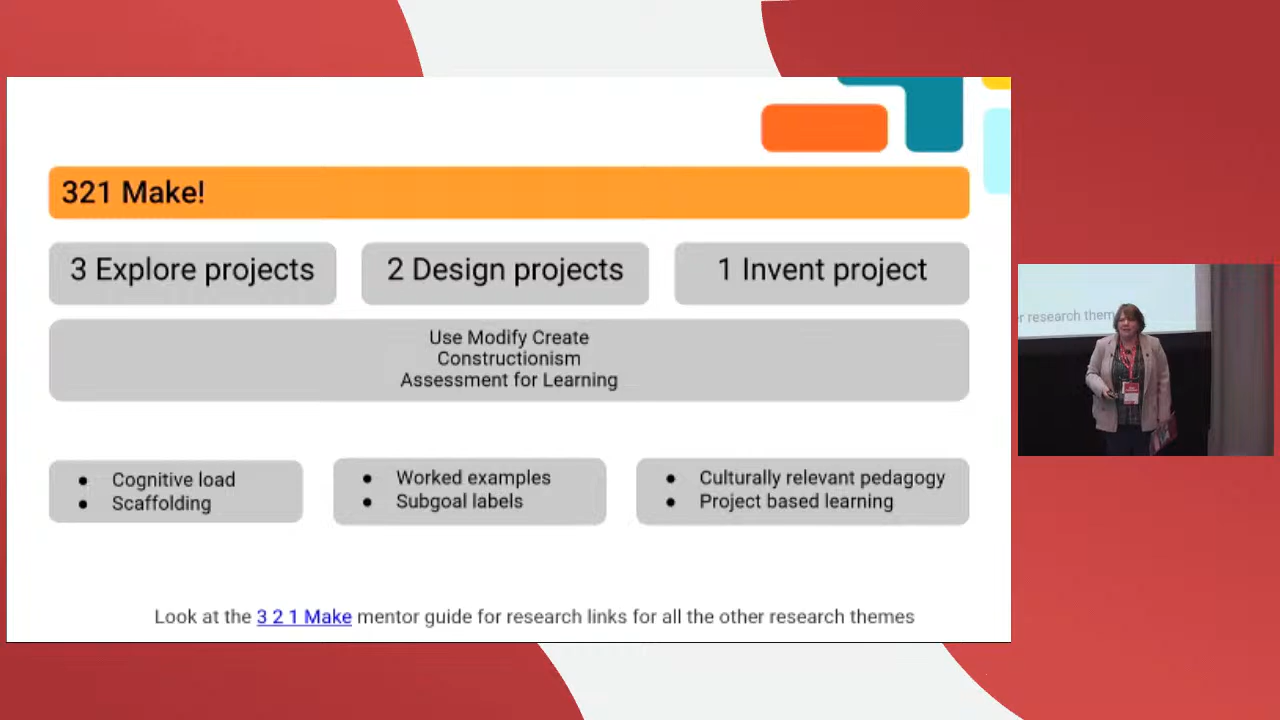 321 Make!
3 Explore projects
2 Design projects
1 Invent project
Use Modify Create
Constructionism
Assessment for Learning
● Cognitive load
● Scaffolding
● Worked examples
● Subgoal labels
● Culturally relevant pedagogy
● Project based learning
Look at the 3 2 1 Make mentor guide for research links for all the other research themes
r research them